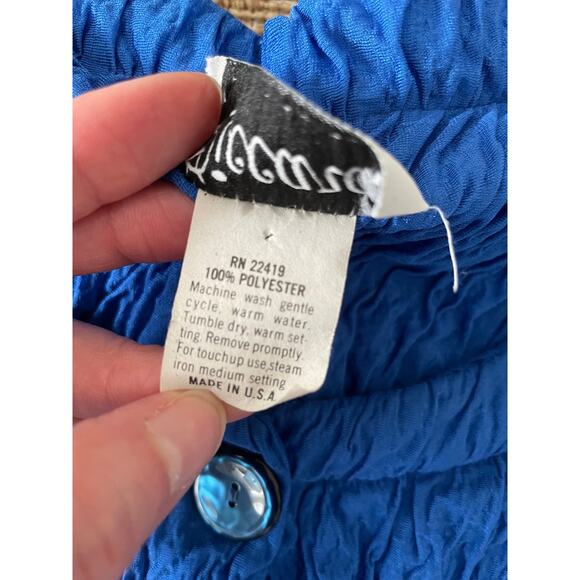 RN 22419
100% POLYESTER
Machine wash gentle
cycle, warm water.
Tumble dry, warm set-
ting. Remove promptly.
For touchup use, steam
iron medium setting
MADE IN U.S.A